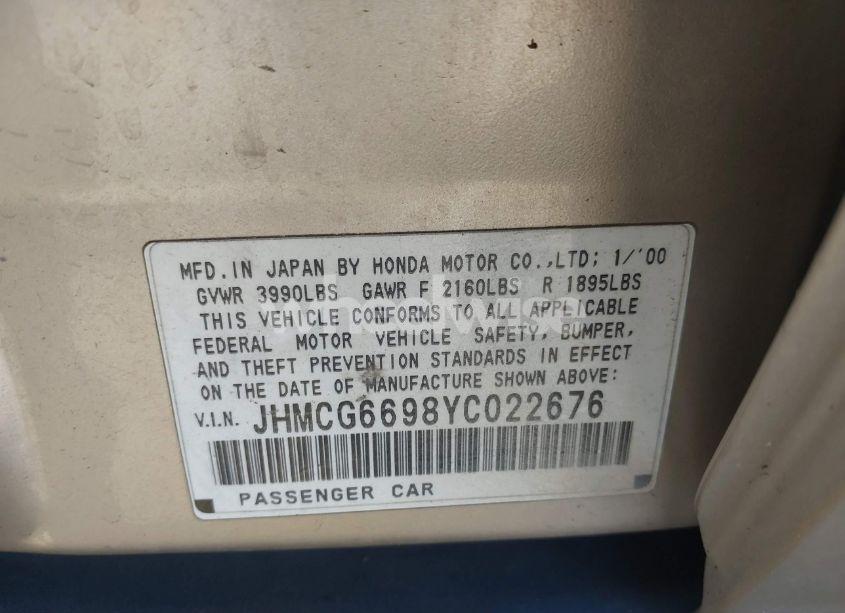 MFD.IN JAPAN BY HONDA MOTOR CO.,LTD; 1/'00
GVWR 3990LBS GAWR F 2160LBS R 1895LBS
THIS VEHICLE CONFORMS TO ALL APPLICABLE
FEDERAL MOTOR VEHICLE SAFETY, BUMPER,
AND THEFT PREVENTION STANDARDS IN EFFECT
ON THE DATE OF MANUFACTURE SHOWN ABOVE:
V.I.N. JHMCG6698YC022676
PASSENGER CAR